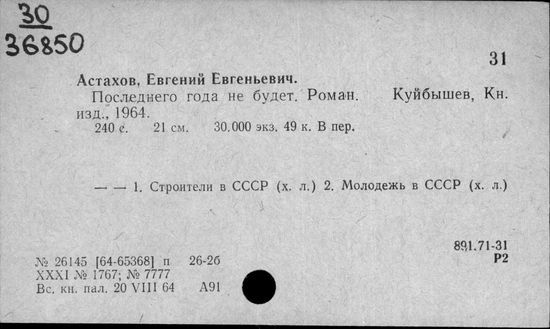 30
36850
31
Астахов, Евгений Евгеньевич.
Последнего года не будет. Роман. Куйбышев, Кн.
изд., 1964.
240 с. 21 см. 30.000 экз. 49 к. В пер.
— — 1. Строители в СССР (х. л.) 2. Молодежь в СССР (х. л.)
891.71-31
№ 26145 [64-65368] п 26-2б Р2
XXXI № 1767; № 7777
Вс. кн. пал. 20 VIII 64 А91